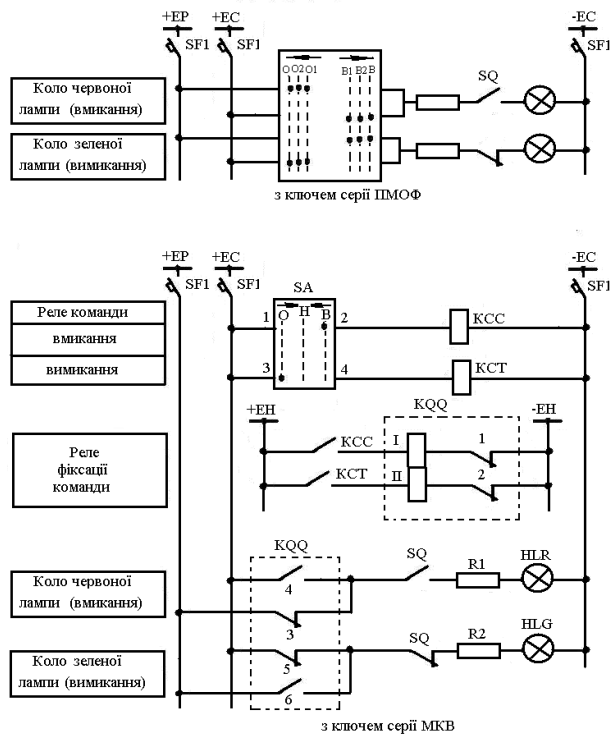 +EP +EC -EC
SF1 SF1 SF1
Коло червоної
лампи (вмикання)
O O2 O1 B1 B2 B
SQ
Коло зеленої
лампи (вимикання)
з ключем серії ПМОФ
+EP +EC -EC
SF1 SF1 SF1
SA
Реле команди
вмикання
вимикання
1 O H B 2
KCC
3 4
KCT
KQQ
+EH -EH
Реле
фіксації
команди
KCC I 1
KCT II 2
KQQ
Коло червоної
лампи (вмикання)
4
SQ R1 HLR
3
Коло зеленої
лампи (вимикання)
5
SQ R2 HLG
6
з ключем серії МКВ